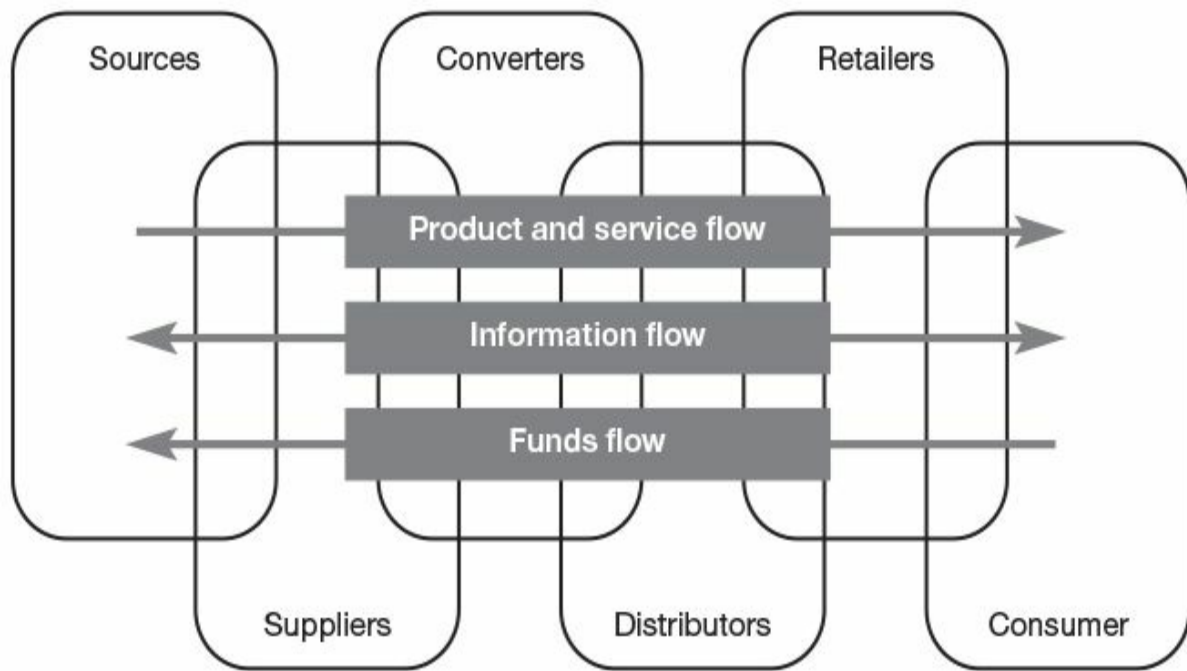 Sources
Converters
Retailers
Product and service flow
Information flow
Funds flow
Suppliers
Distributors
Consumer